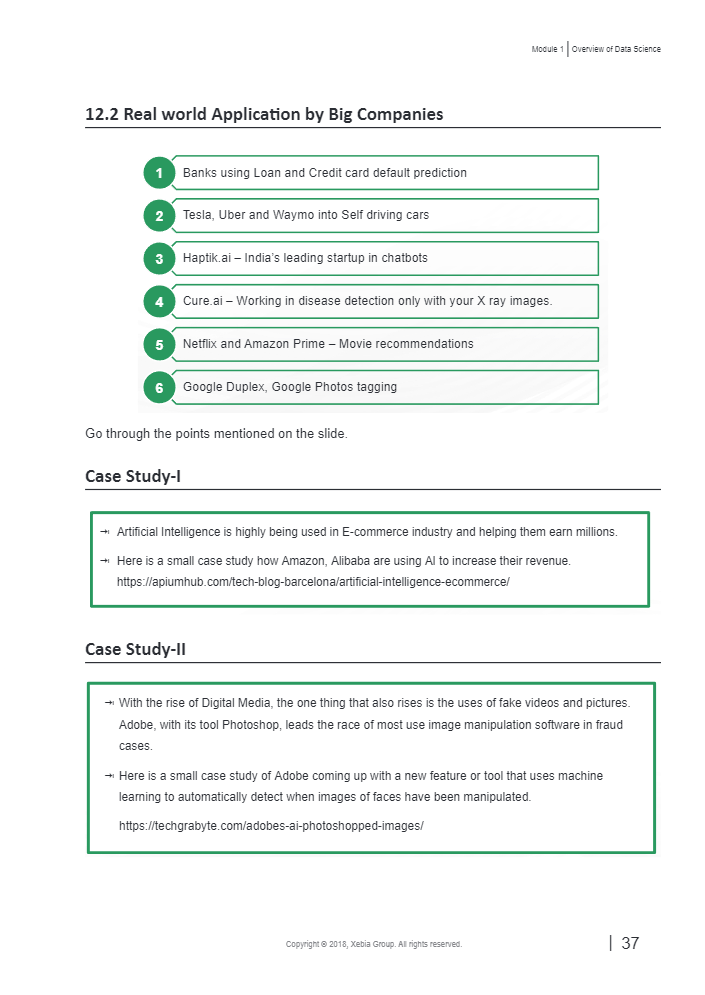 Module 1 | Overview of Data Science
12.2 Real world Application by Big Companies
1 Banks using Loan and Credit card default prediction
2 Tesla, Uber and Waymo into Self driving cars
3 Haptik.ai – India's leading startup in chatbots
4 Cure.ai – Working in disease detection only with your X ray images.
5 Netflix and Amazon Prime – Movie recommendations
6 Google Duplex, Google Photos tagging
Go through the points mentioned on the slide.
Case Study-I
Artificial Intelligence is highly being used in E-commerce industry and helping them earn millions.
Here is a small case study how Amazon, Alibaba are using AI to increase their revenue.
https://apiumhub.com/tech-blog-barcelona/artificial-intelligence-ecommerce/
Case Study-II
With the rise of Digital Media, the one thing that also rises is the uses of fake videos and pictures.
Adobe, with its tool Photoshop, leads the race of most use image manipulation software in fraud
cases.
Here is a small case study of Adobe coming up with a new feature or tool that uses machine
learning to automatically detect when images of faces have been manipulated.
https://techgrabyte.com/adobes-ai-photoshopped-images/
Copyright © 2018, Xebia Group. All rights reserved.
| 37